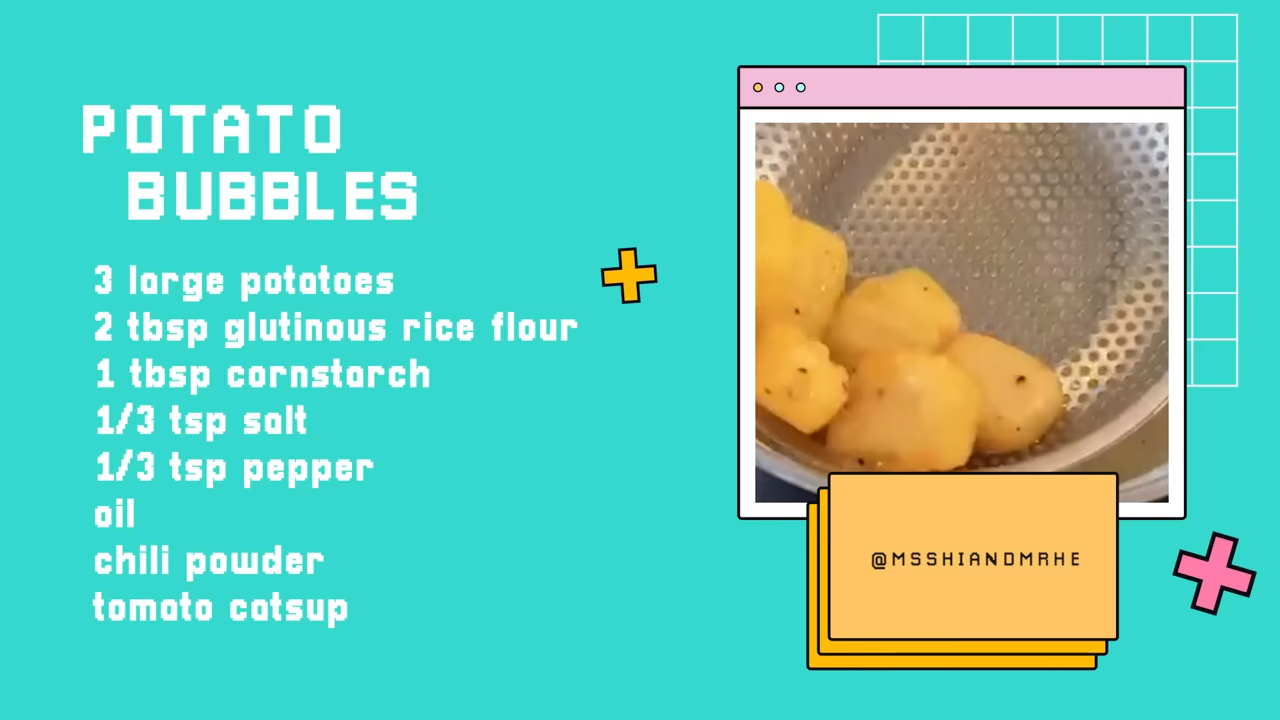 POTATO
BUBBLES
3 large potatoes
2 tbsp glutinous rice flour
1 tbsp cornstarch
1/3 tsp salt
1/3 tsp pepper
oil
chili powder
tomato catsup
@MSSHIANDMRHE